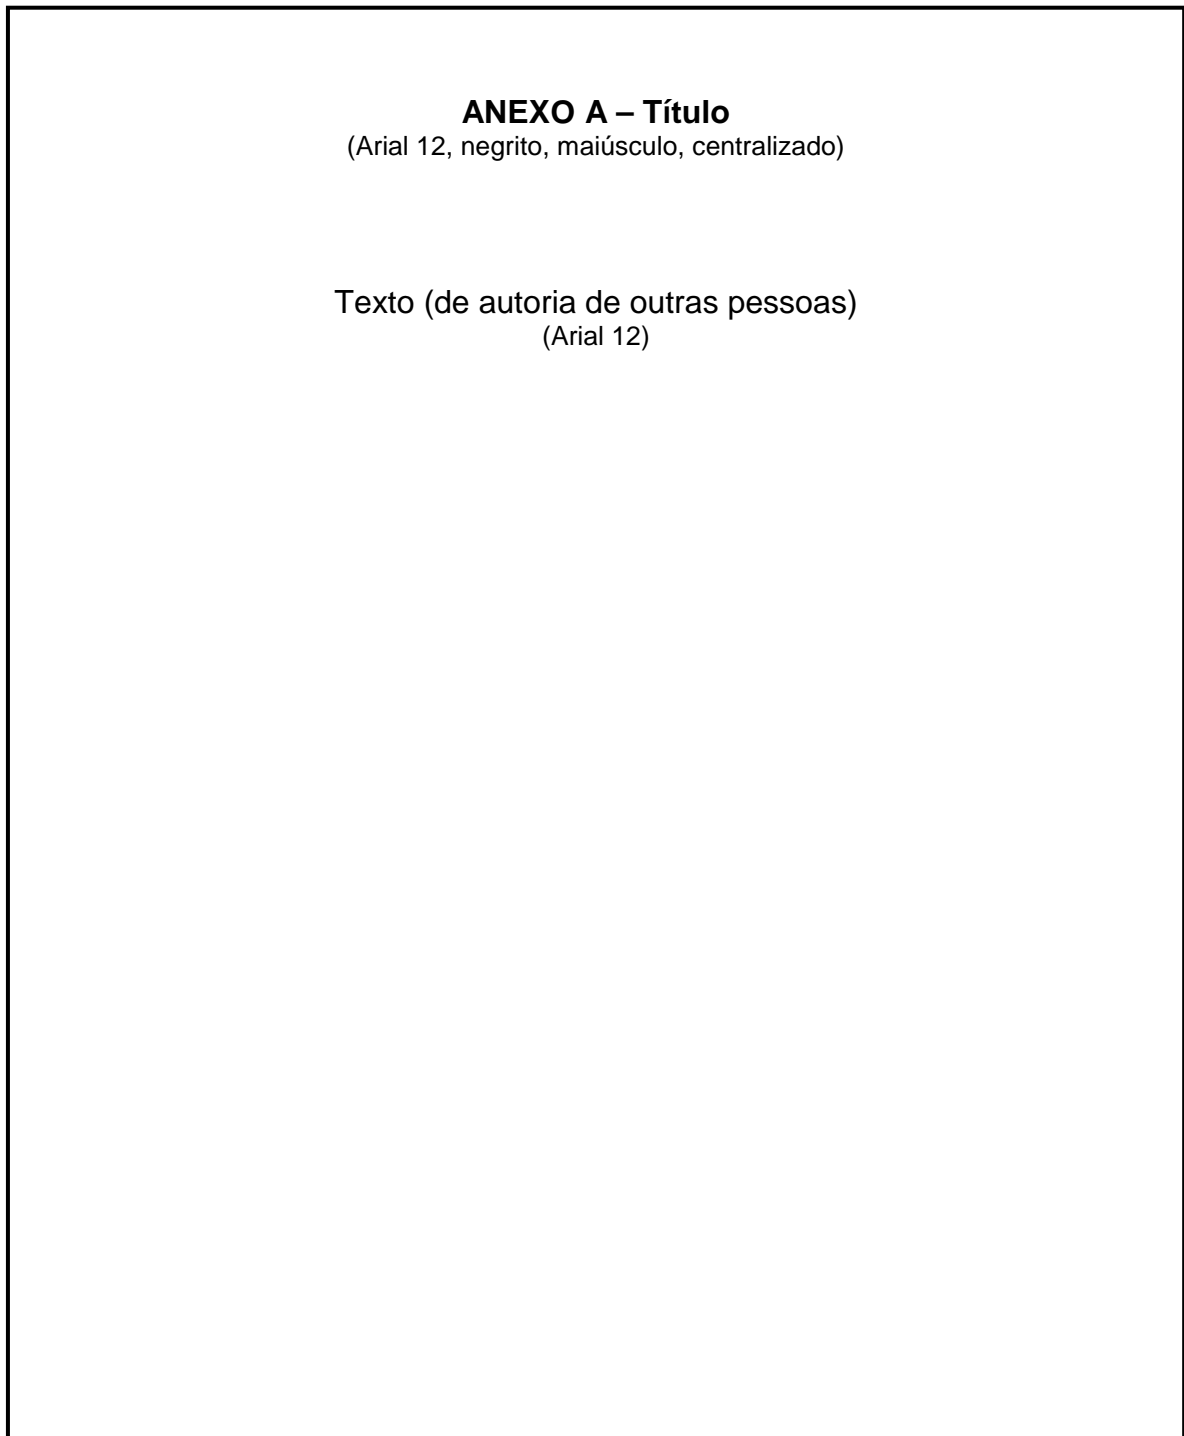 ANEXO A – Título
(Arial 12, negrito, maiúsculo, centralizado)
Texto (de autoria de outras pessoas)
(Arial 12)